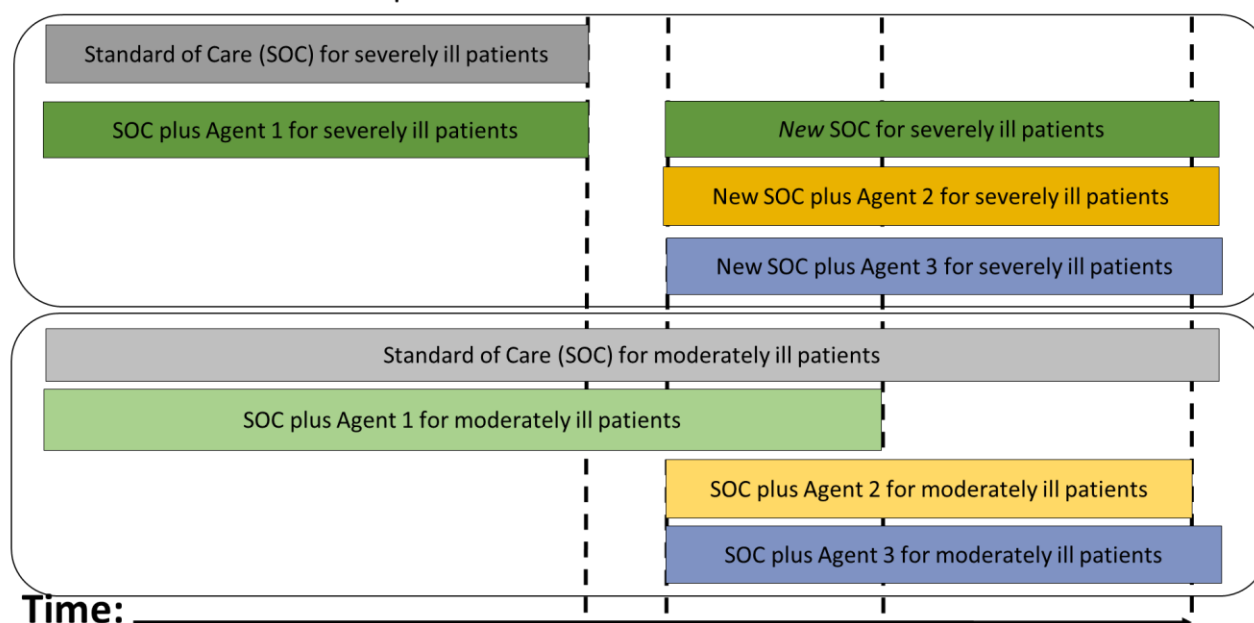 Standard of Care (SOC) for severely ill patients
SOC plus Agent 1 for severely ill patients
New SOC for severely ill patients
New SOC plus Agent 2 for severely ill patients
New SOC plus Agent 3 for severely ill patients
Standard of Care (SOC) for moderately ill patients
SOC plus Agent 1 for moderately ill patients
SOC plus Agent 2 for moderately ill patients
SOC plus Agent 3 for moderately ill patients
Time: